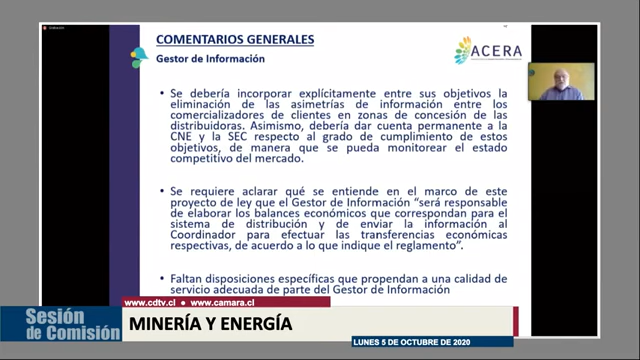 COMENTARIOS GENERALES
Gestor de Información
ACERA
• Se debería incorporar explícitamente entre sus objetivos la
eliminación de las asimetrías de información entre los
comercializadores de clientes en zonas de concesión de las
distribuidoras. Asimismo, debería dar cuenta permanente a la
CNE y la SEC respecto al grado de cumplimiento de estos
objetivos, de manera que se pueda monitorear el estado
competitivo del mercado.
• Se requiere aclarar qué se entiende en el marco de este
proyecto de ley que el Gestor de Información “será responsable
de elaborar los balances económicos que correspondan para el
sistema de distribución y de enviar la información al
Coordinador para efectuar las transferencias económicas
respectivas, de acuerdo a lo que indique el reglamento”.
• Faltan disposiciones específicas que propendan a una calidad de
servicio adecuada de parte del Gestor de Información
www.cdtv.cl ● www.camara.cl
Sesión
de Comisión
MINERÍA Y ENERGÍA
LUNES 5 DE OCTUBRE DE 2020